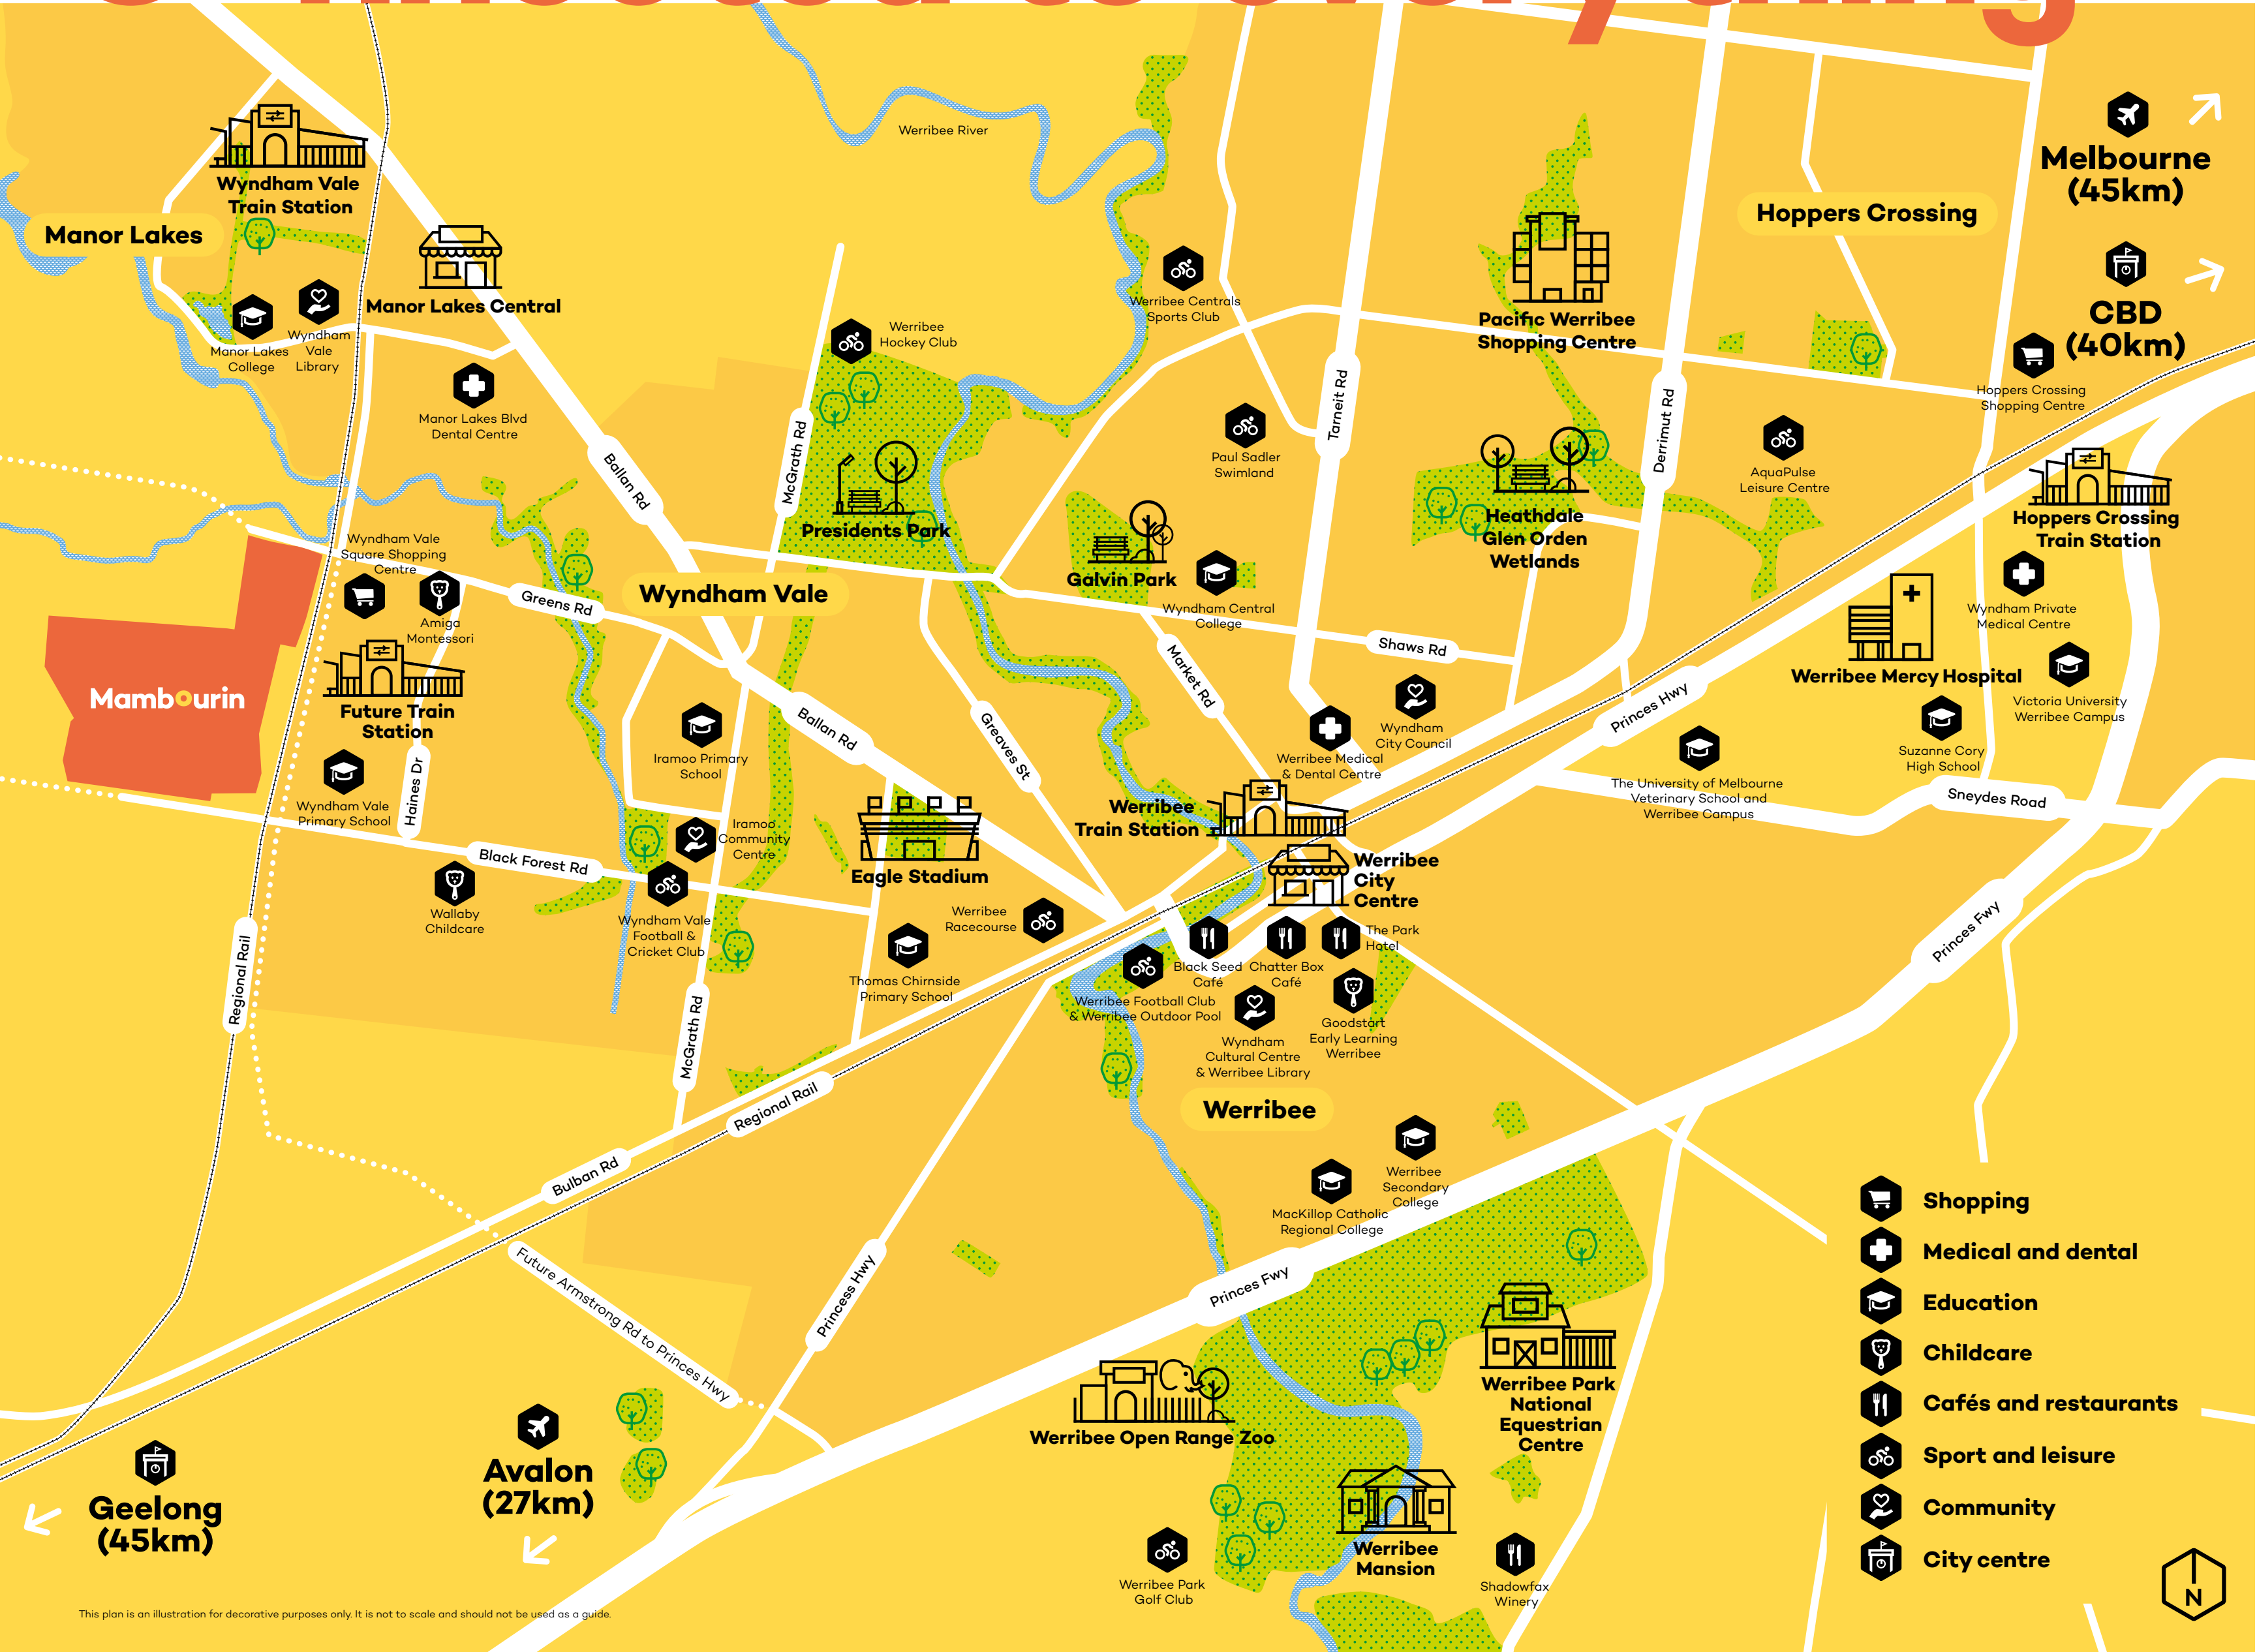 Melbourne
(45km)
CBD
(40km)
Hoppers Crossing
Manor Lakes
Wyndham Vale
Train Station
Manor Lakes Central
Manor Lakes
College
Wyndham
Vale
Library
Manor Lakes Blvd
Dental Centre
Werribee River
Werribee
Hockey Club
Werribee Centrals
Sports Club
Pacific Werribee
Shopping Centre
Hoppers Crossing
Shopping Centre
Tarneit Rd
Derrimut Rd
McGrath Rd
Ballan Rd
Paul Sadler
Swimland
AquaPulse
Leisure Centre
Presidents Park
Heathdale
Glen Orden
Wetlands
Hoppers Crossing
Train Station
Galvin Park
Wyndham Central
College
Wyndham Vale
Square Shopping
Centre
Amiga
Montessori
Greens Rd
Wyndham Vale
Shaws Rd
Market Rd
Wyndham Private
Medical Centre
Werribee Mercy Hospital
Victoria University
Werribee Campus
Suzanne Cory
High School
Mambourin
Future Train
Station
Wyndham Vale
Primary School
Haines Dr
Iramoo Primary
School
Ballan Rd
Greaves St
Werribee Medical
& Dental Centre
Wyndham
City Council
Princes Hwy
The University of Melbourne
Veterinary School and
Werribee Campus
Sneydes Road
Werribee
Train Station
Iramoo
Community
Centre
Black Forest Rd
Eagle Stadium
Werribee
City
Centre
Wallaby
Childcare
Wyndham Vale
Football &
Cricket Club
Werribee
Racecourse
Thomas Chirnside
Primary School
The Park
Hotel
Black Seed
Café
Chatter Box
Café
Princes Fwy
Regional Rail
McGrath Rd
Werribee Football Club
& Werribee Outdoor Pool
Wyndham
Cultural Centre
& Werribee Library
Goodstart
Early Learning
Werribee
Werribee
Regional Rail
Bulban Rd
Werribee
Secondary
College
MacKillop Catholic
Regional College
Future Armstrong Rd to Princes Hwy
Princess Hwy
Princes Fwy
Werribee Open Range Zoo
Werribee Park
National
Equestrian
Centre
Werribee
Mansion
Werribee Park
Golf Club
Shadowfax
Winery
Geelong
(45km)
Avalon
(27km)
Shopping
Medical and dental
Education
Childcare
Cafés and restaurants
Sport and leisure
Community
City centre
N
This plan is an illustration for decorative purposes only. It is not to scale and should not be used as a guide.